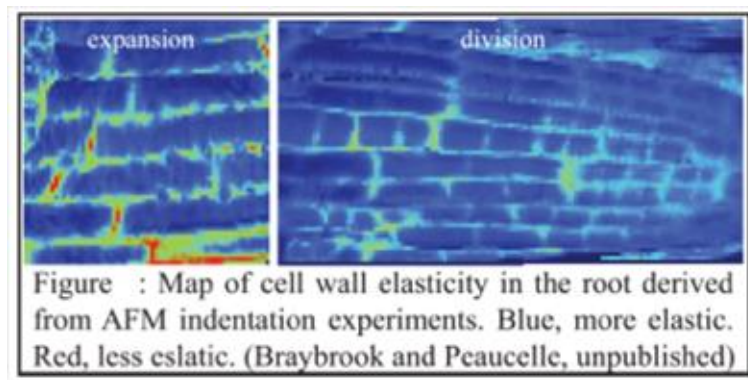 expansion
division
Figure : Map of cell wall elasticity in the root derived
from AFM indentation experiments. Blue, more elastic.
Red, less eslatic. (Braybrook and Peaucelle, unpublished)